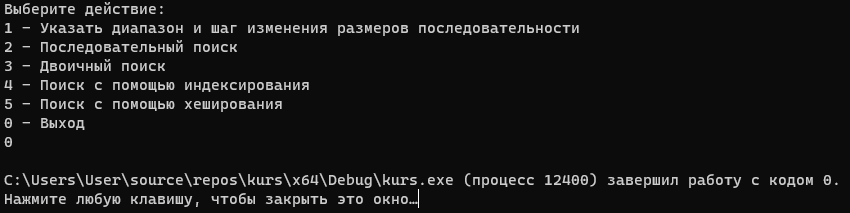 Выберите действие:
1 - Указать диапазон и шаг изменения размеров последовательности
2 - Последовательный поиск
3 - Двоичный поиск
4 - Поиск с помощью индексирования
5 - Поиск с помощью хеширования
0 - Выход
0
C:\Users\User\source\repos\kurs\x64\Debug\kurs.exe (процесс 12400) завершил работу с кодом 0.
Нажмите любую клавишу, чтобы закрыть это окно…